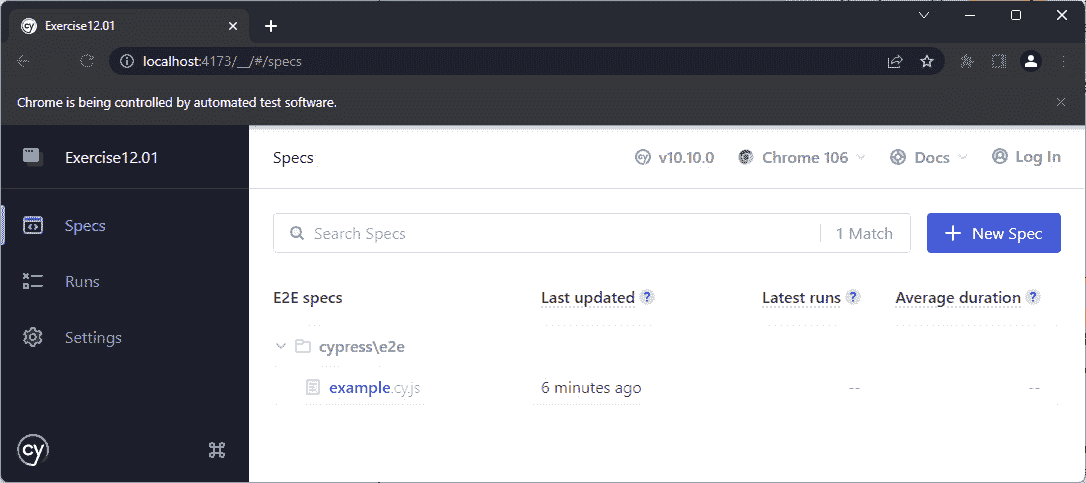 Exercise12.01
localhost:4173/__/#/specs
Chrome is being controlled by automated test software.
Exercise12.01
Specs
Runs
Settings
cy
Specs
cy v10.10.0 Chrome 106 Docs Log In
Search Specs 1 Match + New Spec
E2E specs Last updated ? Latest runs ? Average duration ?
cypress\e2e
example.cy.js 6 minutes ago -- --